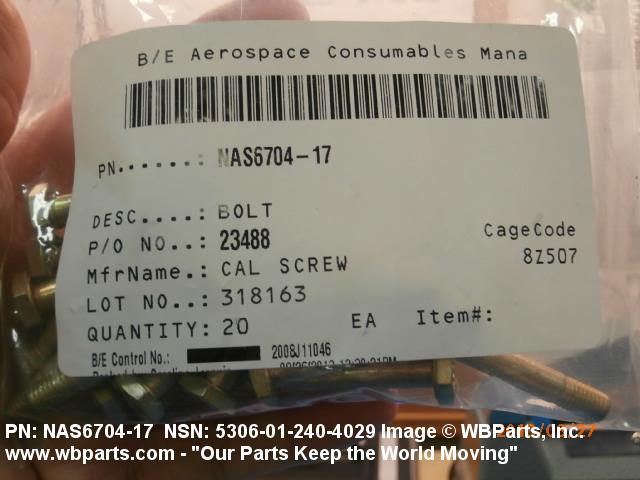 B/E Aerospace Consumables Mana
PN.......: NAS6704-17
DESC....: BOLT
P/O NO..: 23488
CageCode
MfrName.: CAL SCREW
8Z507
LOT NO..: 318163
QUANTITY: 20 EA Item#:
B/E Control No.: 2008J11046
PN: NAS6704-17 NSN: 5306-01-240-4029 Image © WBParts, Inc.
www.wbparts.com - "Our Parts Keep the World Moving"